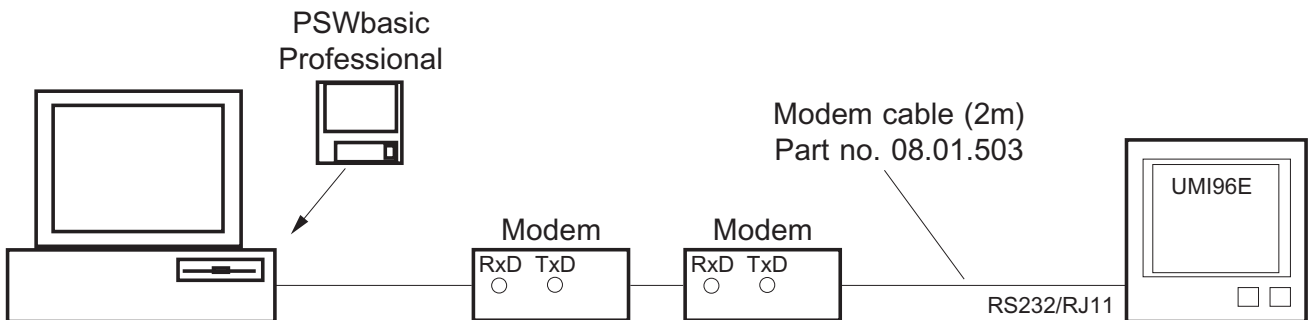 PSWbasic
Professional
Modem cable (2m)
Part no. 08.01.503
UMI96E
Modem
Modem
RxD TxD
RxD TxD
RS232/RJ11